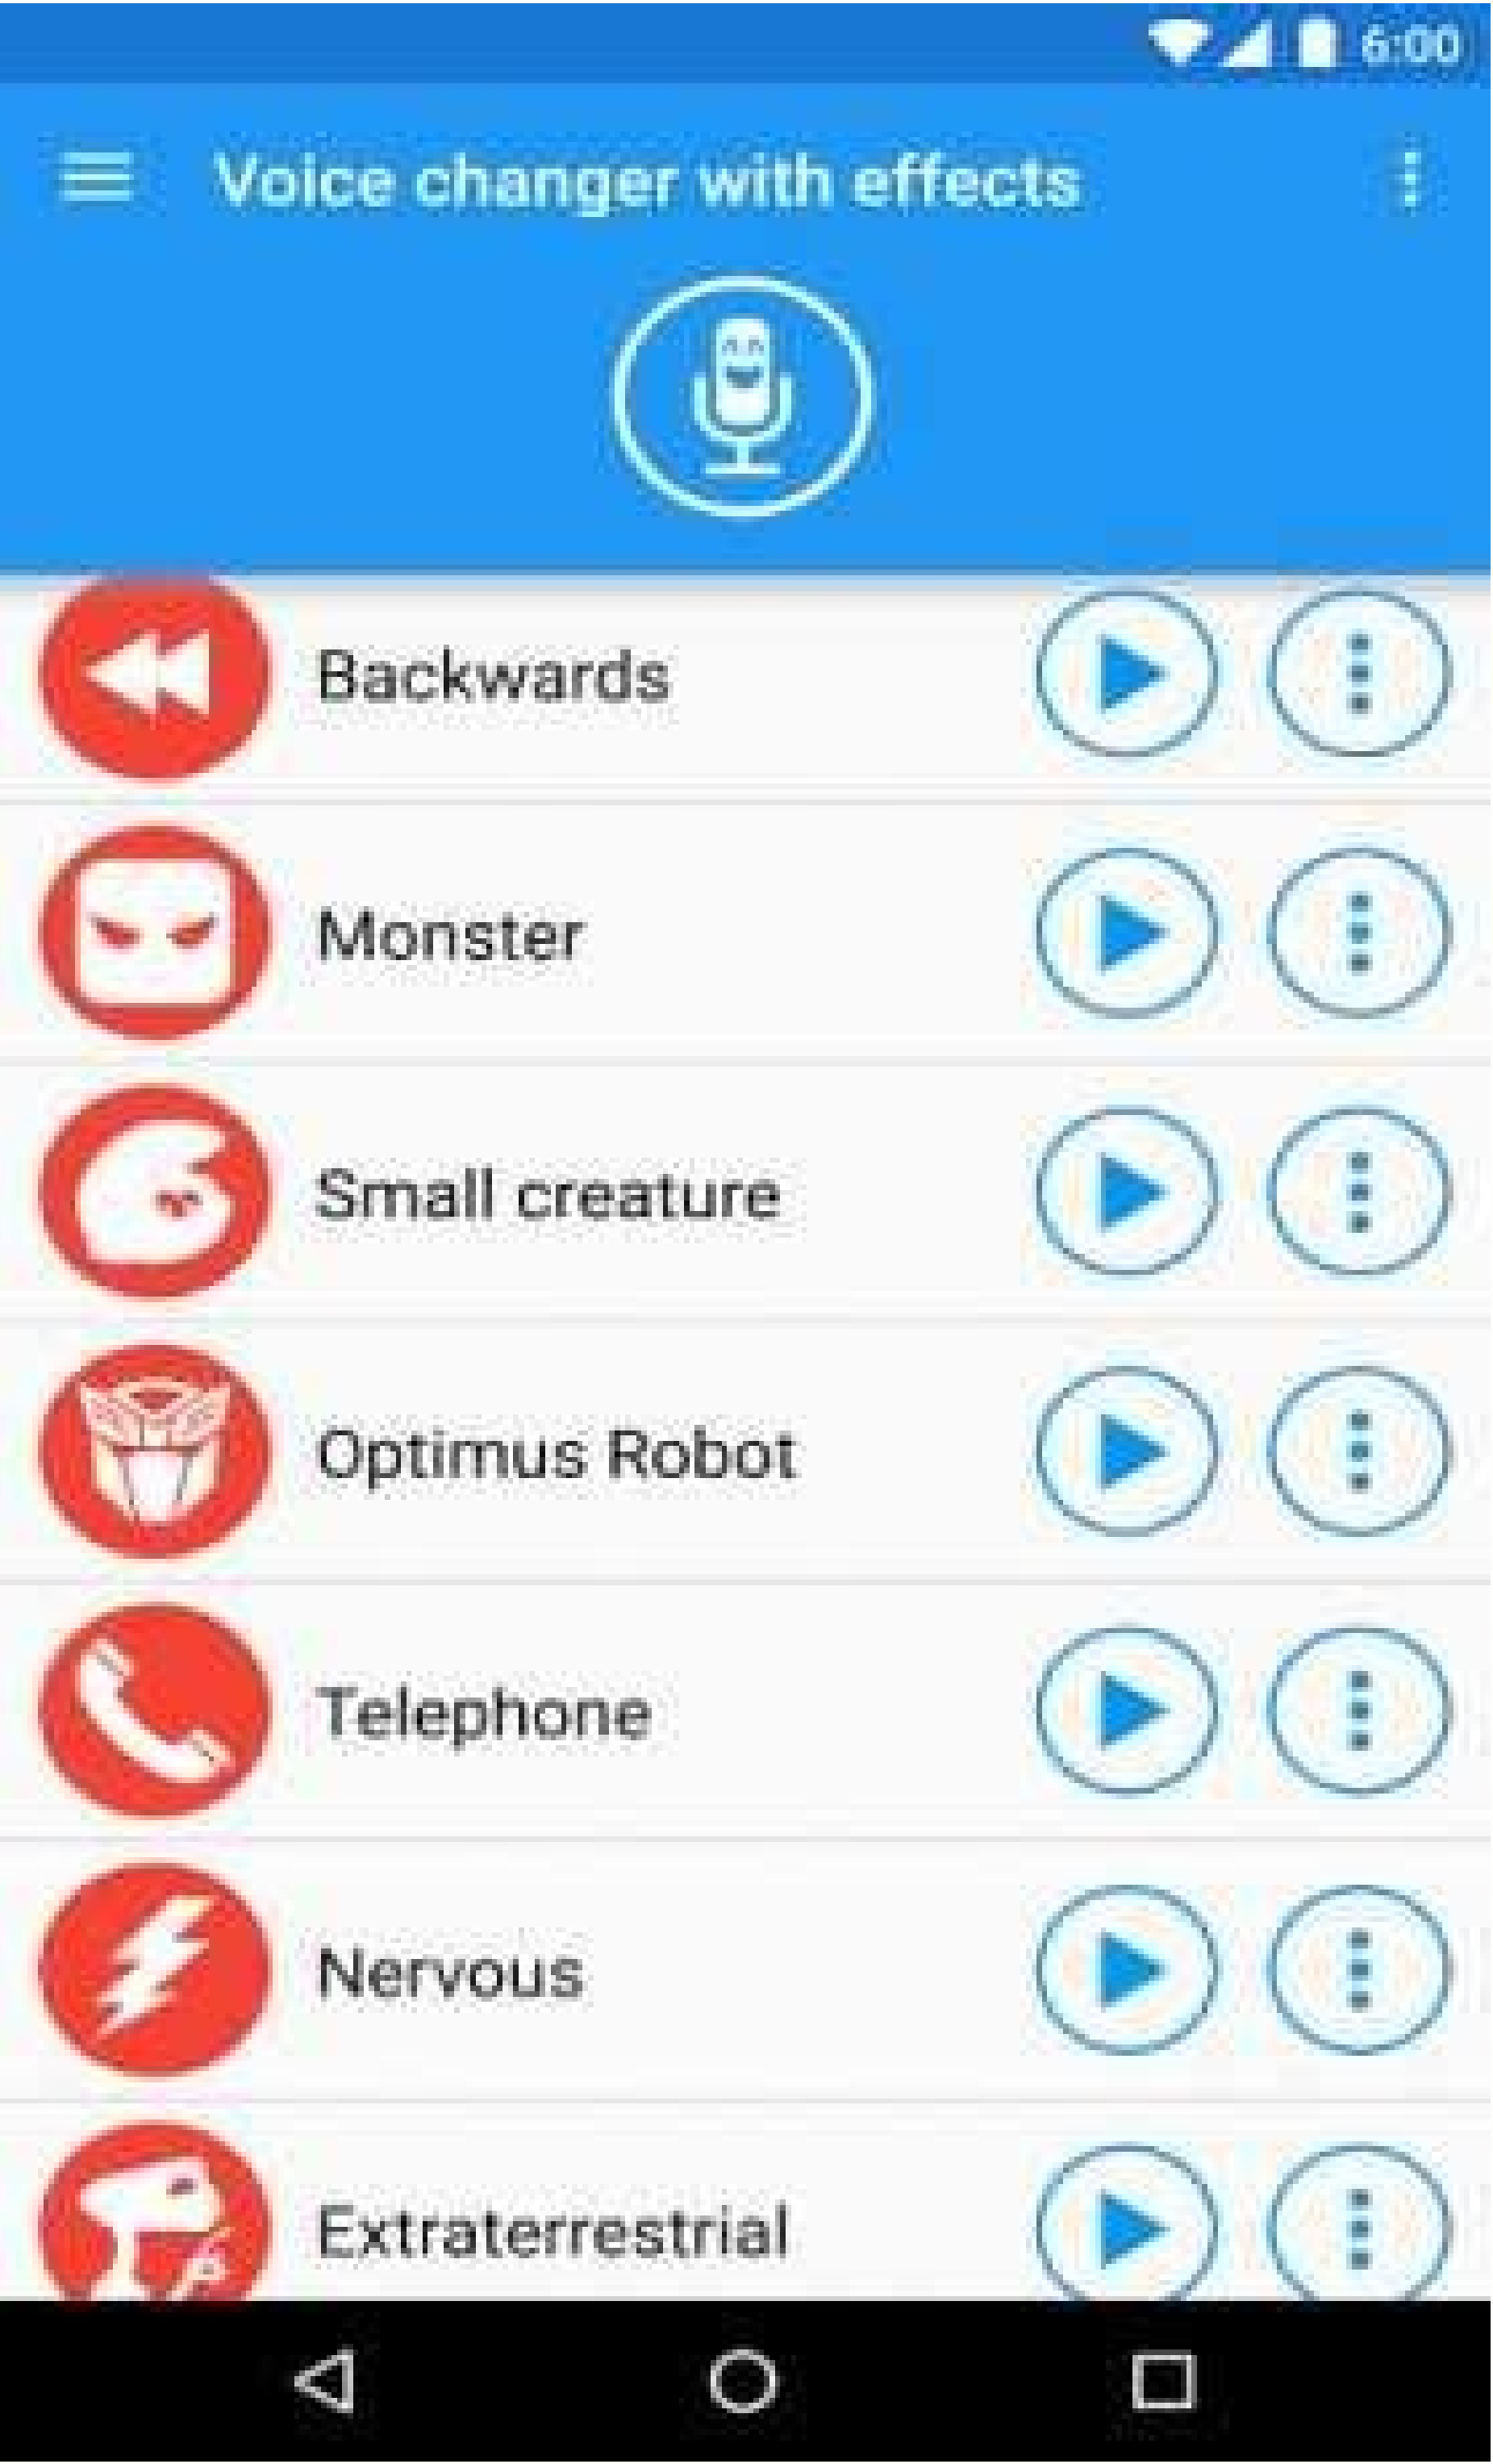 6:00
Voice changer with effects
Backwards
Monster
Small creature
Optimus Robot
Telephone
Nervous
Extraterrestrial